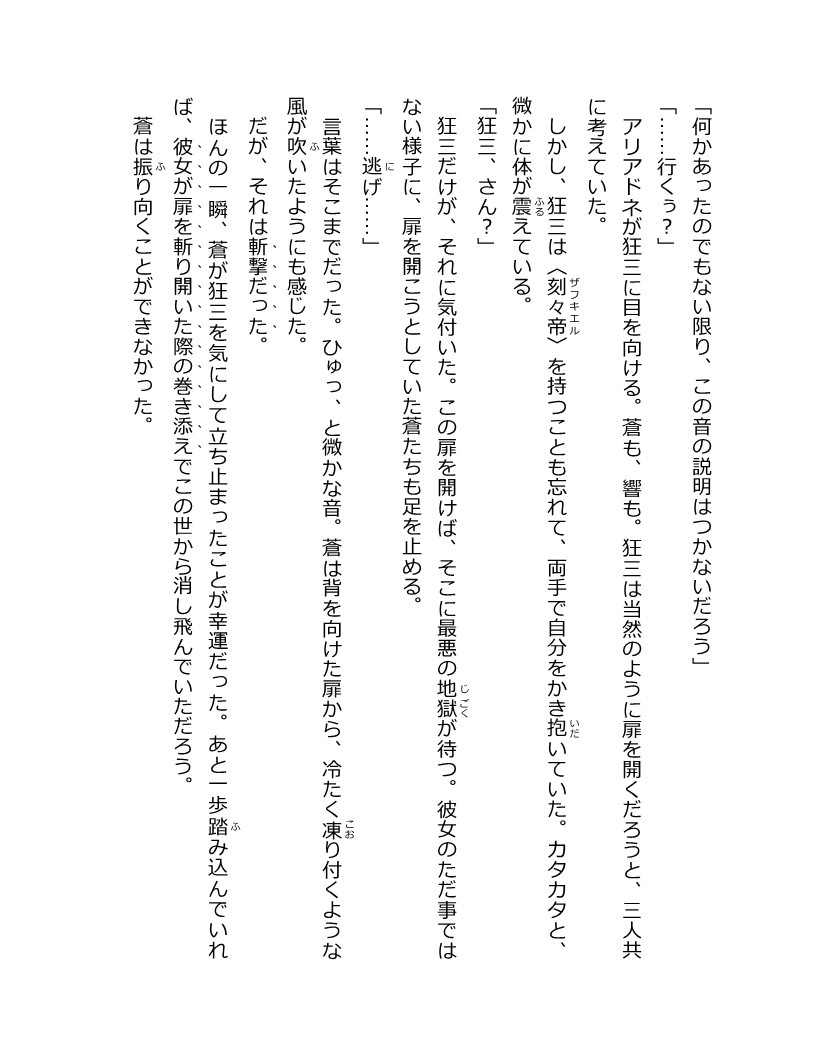 「何かあったのでもない限り、この音の説明はつかないだろう」
「……行くぅ？」
アリアドネが狂三に目を向ける。蒼も、響も。狂三は当然のように扉を開くだろうと、三人共
に考えていた。
しかし、狂三は〈刻々帝〉を持つことも忘れて、両手で自分をかき抱いていた。カタカタと、
微かに体が震えている。
「狂三、さん？」
狂三だけが、それに気付いた。この扉を開けば、そこに最悪の地獄が待つ。彼女のただ事では
ない様子に、扉を開こうとしていた蒼たちも足を止める。
「……逃げ……」
言葉はそこまでだった。ひゅっ、と微かな音。蒼は背を向けた扉から、冷たく凍り付くような
風が吹いたようにも感じた。
だが、それは斬撃だった。
ほんの一瞬、蒼が狂三を気にして立ち止まったことが幸運だった。あと一歩踏み込んでいれ
ば、彼女が扉を斬り開いた際の巻き添えでこの世から消し飛んでいただろう。
蒼は振り向くことができなかった。